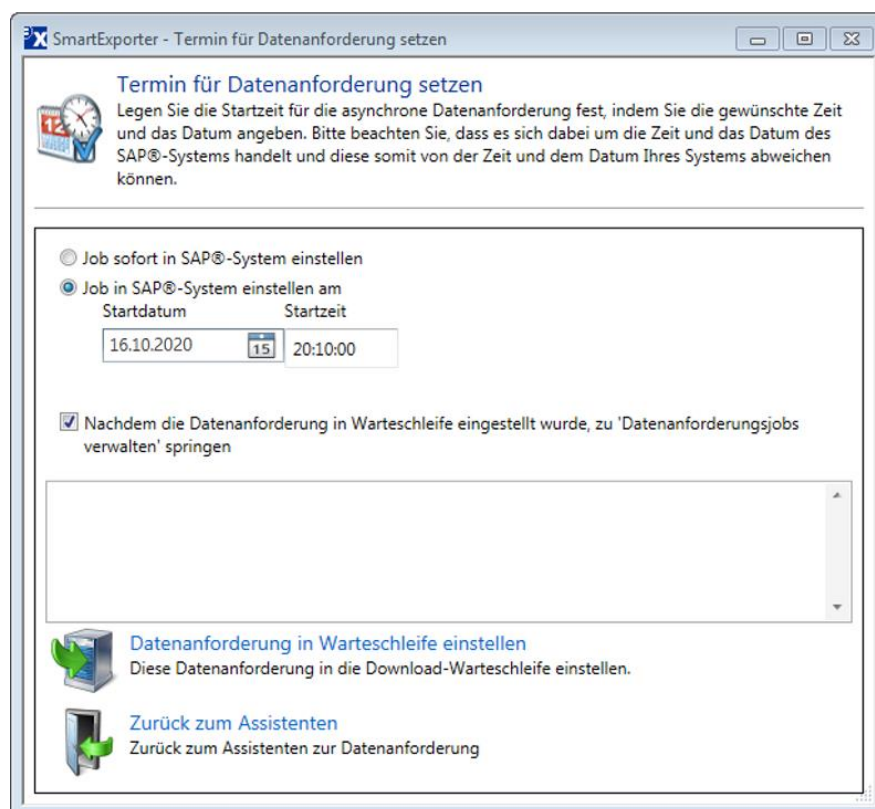 SmartExporter - Termin für Datenanforderung setzen
Termin für Datenanforderung setzen
Legen Sie die Startzeit für die asynchrone Datenanforderung fest, indem Sie die gewünschte Zeit
und das Datum angeben. Bitte beachten Sie, dass es sich dabei um die Zeit und das Datum des
SAP®-Systems handelt und diese somit von der Zeit und dem Datum Ihres Systems abweichen
können.
Job sofort in SAP®-System einstellen
Job in SAP®-System einstellen am
Startdatum Startzeit
16.10.2020 15 20:10:00
Nachdem die Datenanforderung in Warteschleife eingestellt wurde, zu 'Datenanforderungsjobs
verwalten' springen
Datenanforderung in Warteschleife einstellen
Diese Datenanforderung in die Download-Warteschleife einstellen.
Zurück zum Assistenten
Zurück zum Assistenten zur Datenanforderung